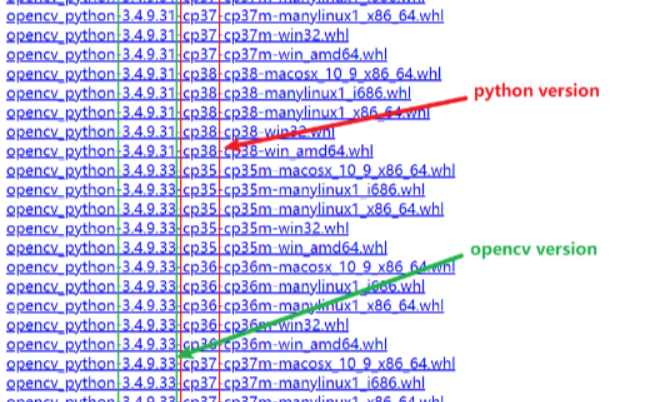 opencv_python-3.4.9.31-cp37-cp37m-manylinux1_x86_64.whl
opencv_python-3.4.9.31-cp37-cp37m-win32.whl
opencv_python-3.4.9.31-cp37-cp37m-win_amd64.whl
opencv_python-3.4.9.31-cp38-cp38-macosx_10_9_x86_64.whl
opencv_python-3.4.9.31-cp38-cp38-manylinux1_i686.whl
python version
opencv_python-3.4.9.31-cp38-cp38-manylinux1_x86_64.whl
opencv_python-3.4.9.31-cp38-cp38-win32.whl
opencv_python-3.4.9.31-cp38-cp38-win_amd64.whl
opencv_python-3.4.9.33-cp35-cp35m-macosx_10_9_x86_64.whl
opencv_python-3.4.9.33-cp35-cp35m-manylinux1_i686.whl
opencv_python-3.4.9.33-cp35-cp35m-manylinux1_x86_64.whl
opencv_python-3.4.9.33-cp35-cp35m-win32.whl
opencv_python-3.4.9.33-cp35-cp35m-win_amd64.whl
opencv version
opencv_python-3.4.9.33-cp36-cp36m-macosx_10_9_x86_64.whl
opencv_python-3.4.9.33-cp36-cp36m-manylinux1_i686.whl
opencv_python-3.4.9.33-cp36-cp36m-manylinux1_x86_64.whl
opencv_python-3.4.9.33-cp36-cp36m-win32.whl
opencv_python-3.4.9.33-cp36-cp36m-win_amd64.whl
opencv_python-3.4.9.33-cp37-cp37m-macosx_10_9_x86_64.whl
opencv_python-3.4.9.33-cp37-cp37m-manylinux1_i686.whl